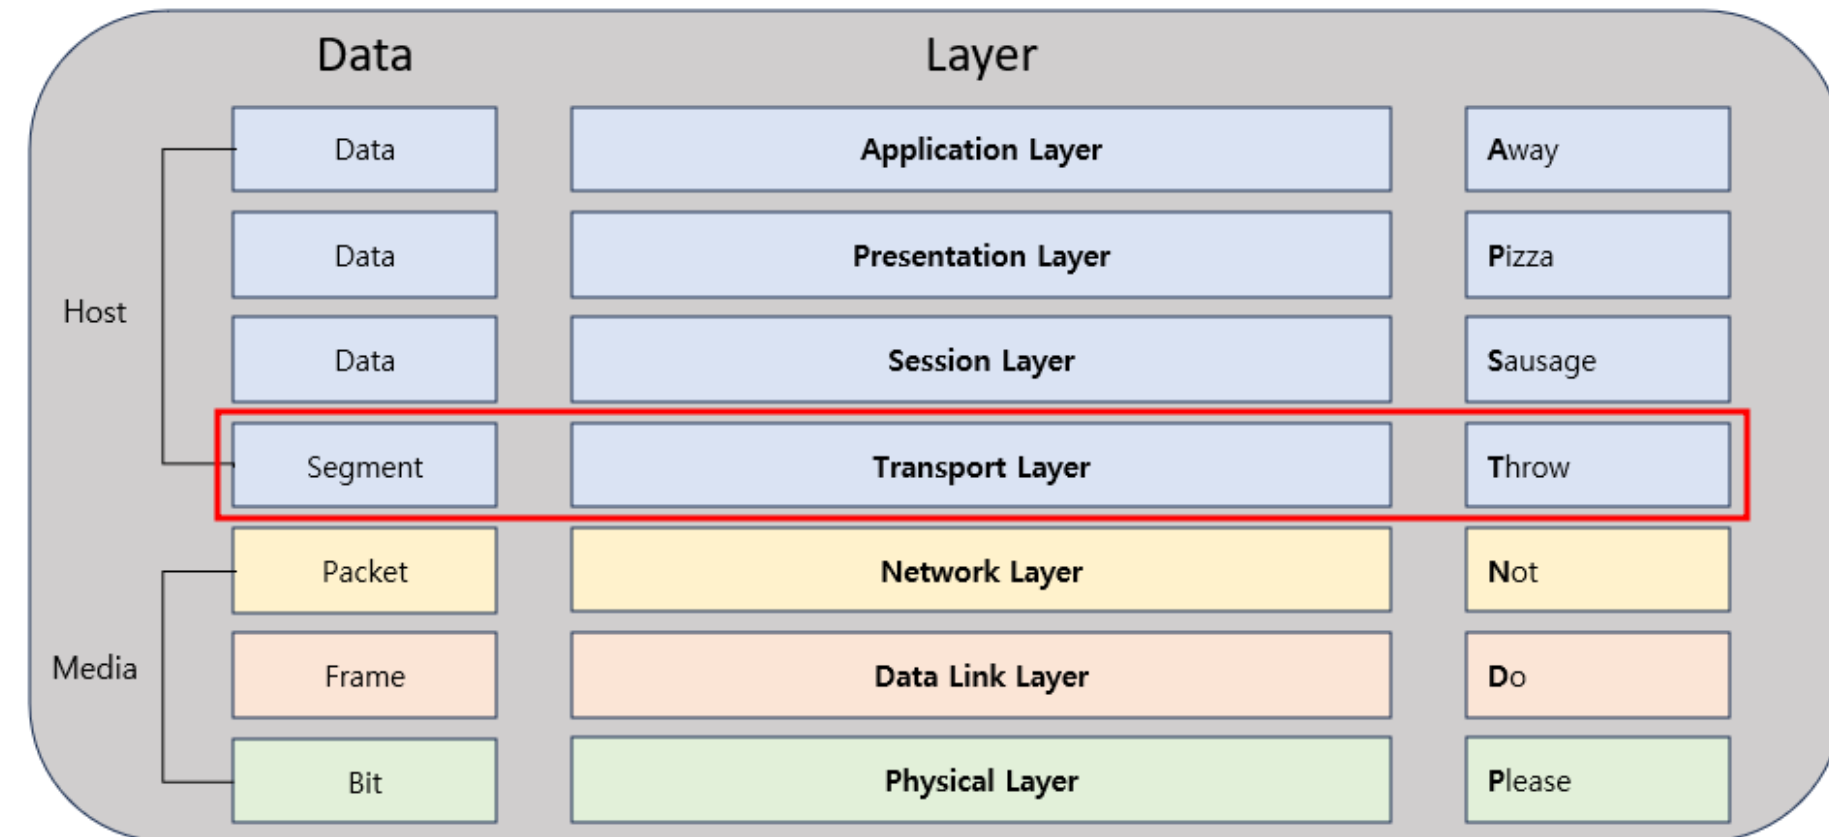 Data Layer
Data Application Layer Away
Data Presentation Layer Pizza
Host
Data Session Layer Sausage
Segment Transport Layer Throw
Packet Network Layer Not
Media
Frame Data Link Layer Do
Bit Physical Layer Please